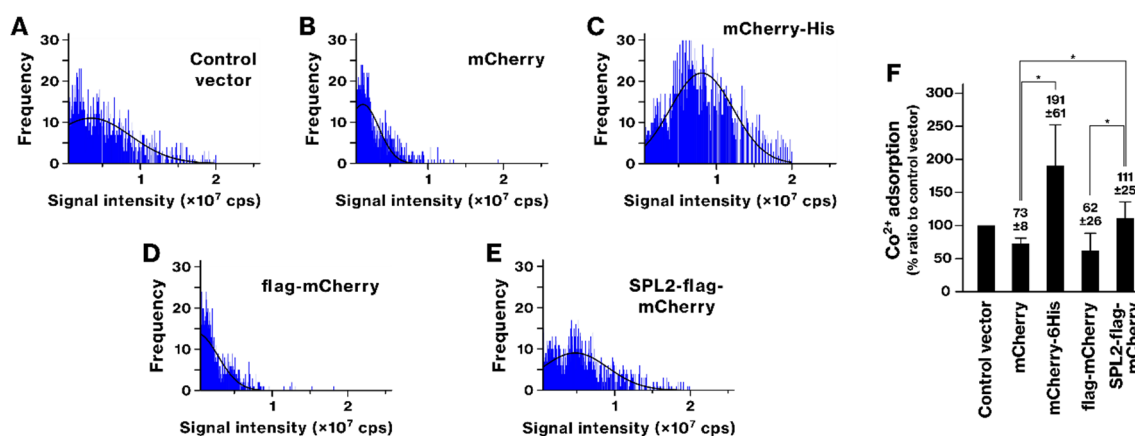 A
Control
vector
Frequency
30
20
10
0
1
2
Signal intensity (×10⁷ cps)
B
mCherry
Frequency
30
20
10
0
1
2
Signal intensity (×10⁷ cps)
C
mCherry-His
Frequency
30
20
10
0
1
2
Signal intensity (×10⁷ cps)
D
flag-mCherry
Frequency
30
20
10
0
1
2
Signal intensity (×10⁷ cps)
E
SPL2-flag-
mCherry
Frequency
30
20
10
0
1
2
Signal intensity (×10⁷ cps)
F
Co²⁺ adsorption
(% ratio to control vector)
300
250
200
150
100
50
0
*
*
*
73
±8
191
±61
62
±26
111
±25
Control vector
mCherry
mCherry-6His
flag-mCherry
SPL2-flag-
mCherry